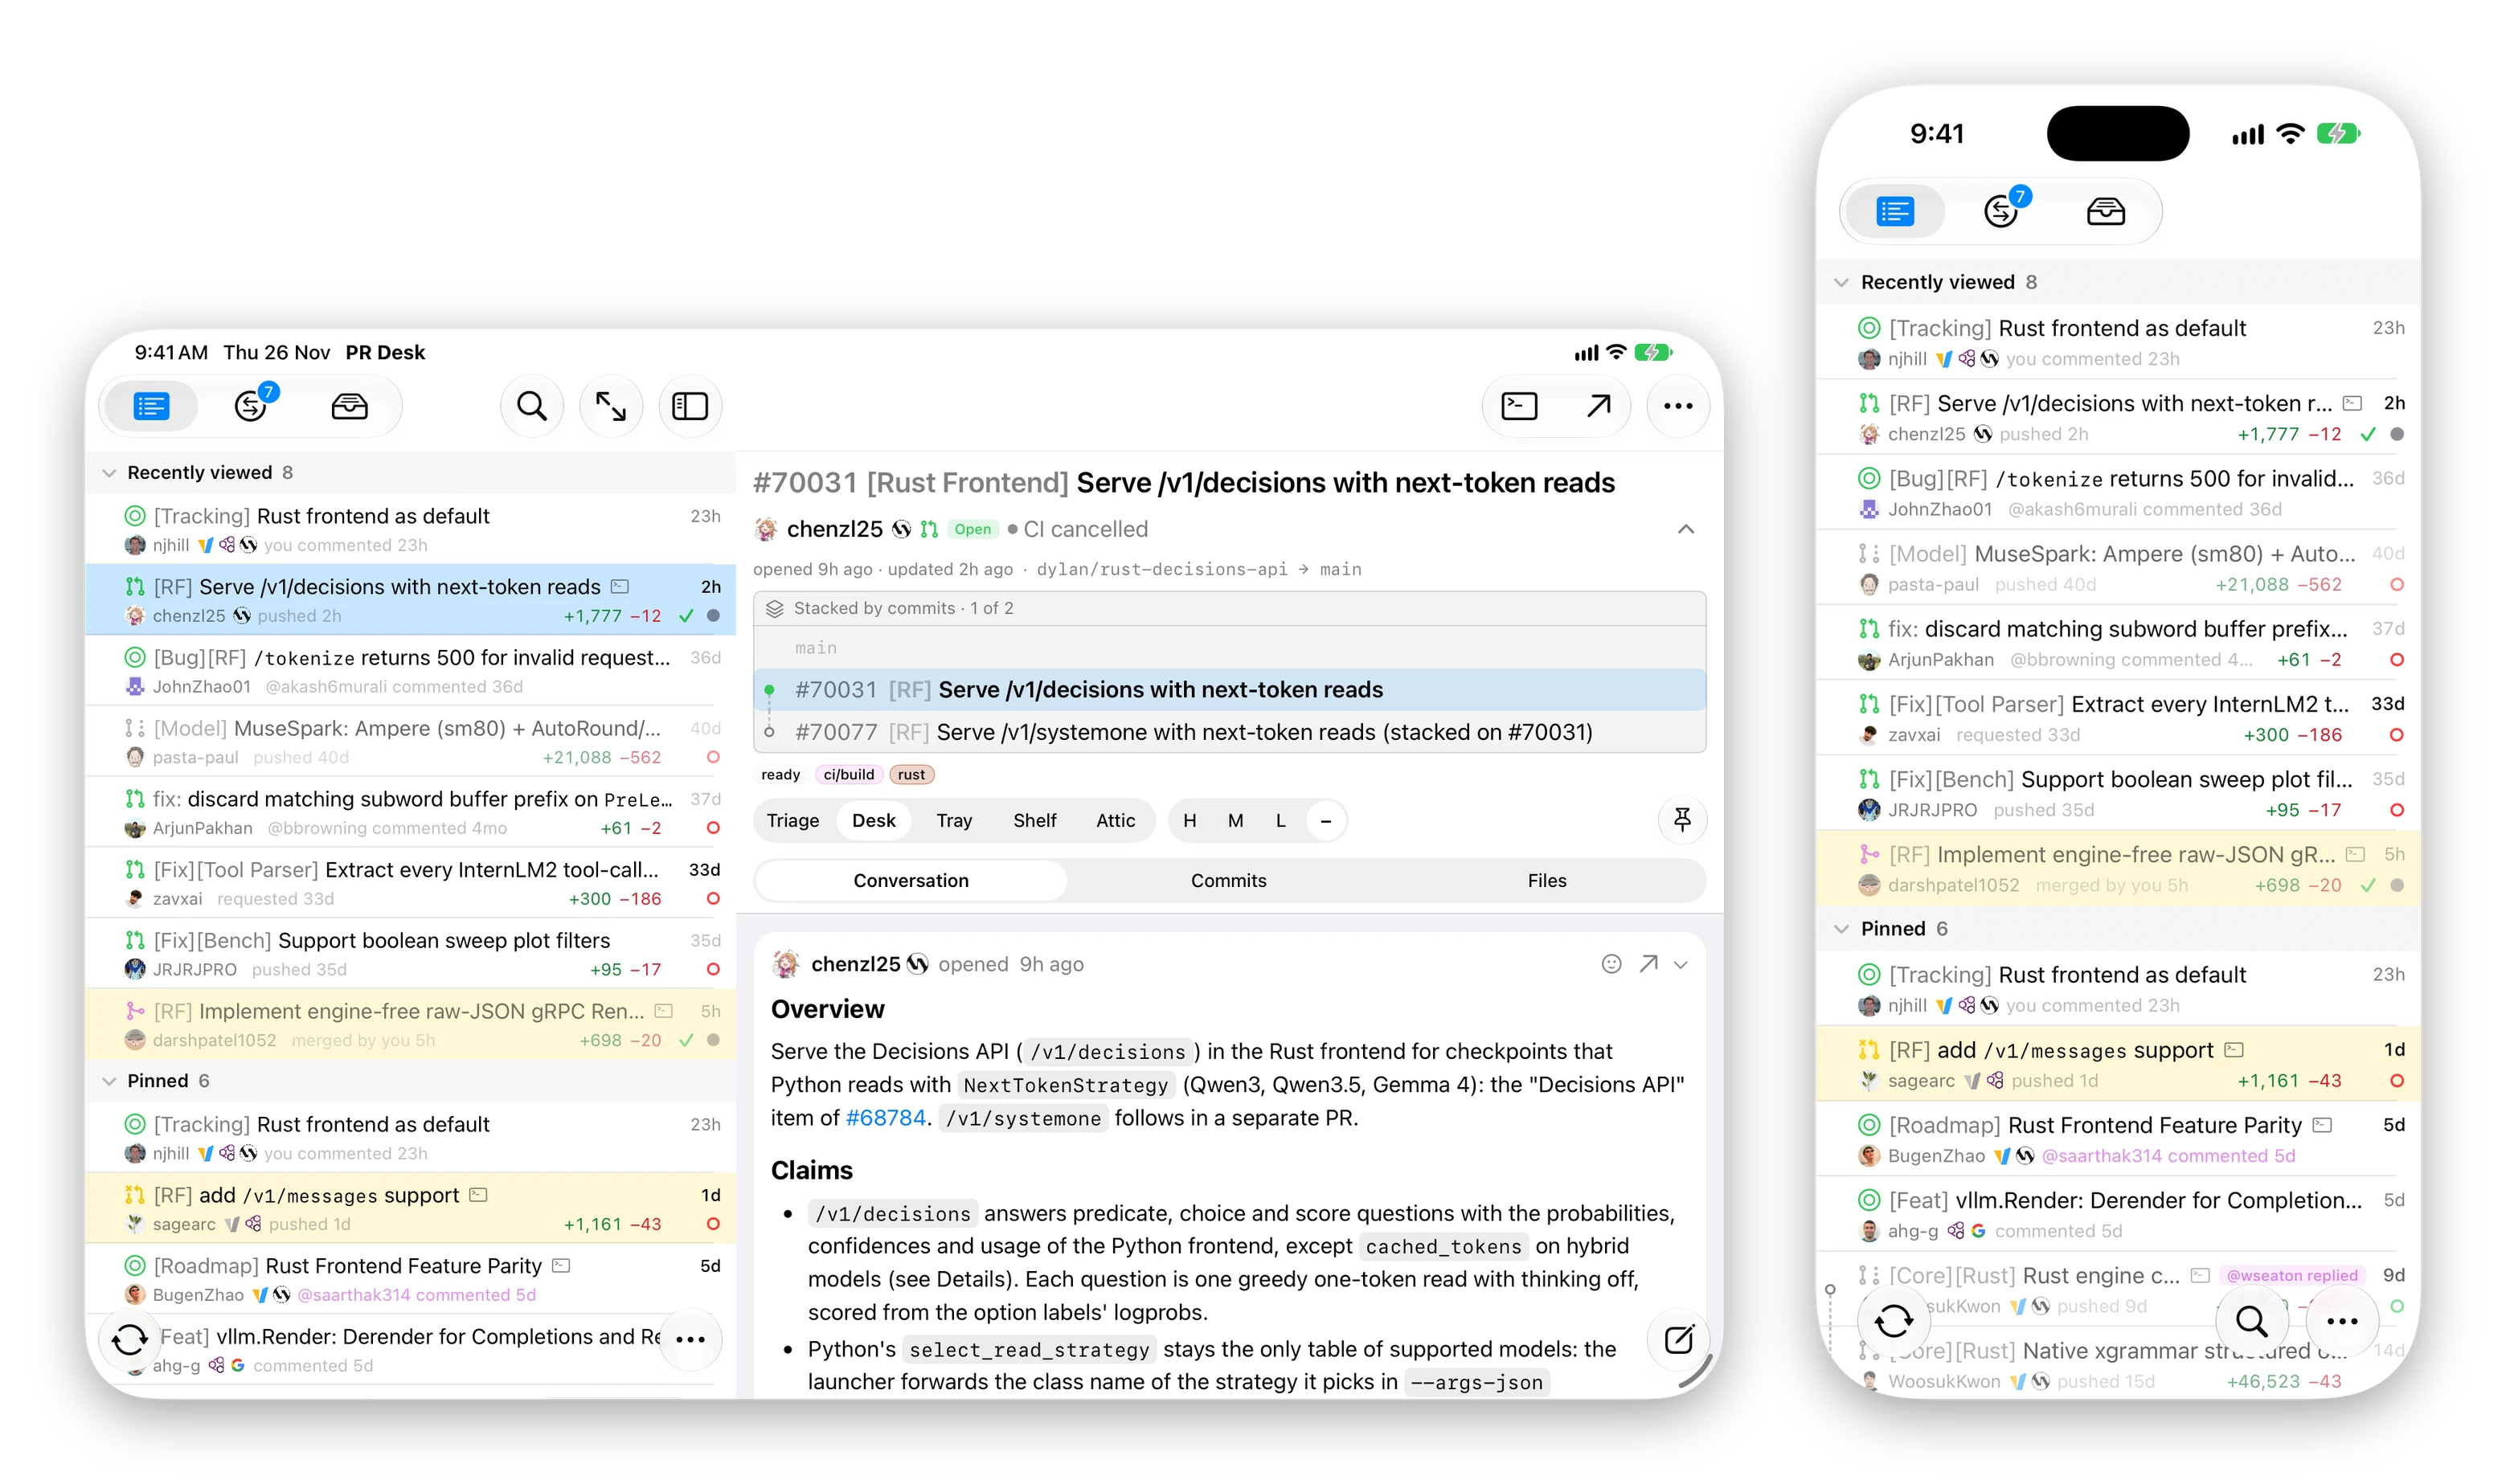 9:41 AM Thu 26 Nov PR Desk
7
Recently viewed 8
[Tracking] Rust frontend as default 23h
njhill you commented 23h
[RF] Serve /v1/decisions with next-token reads 2h
chenzl25 pushed 2h +1,777 −12
[Bug][RF] /tokenize returns 500 for invalid request... 36d
JohnZhao01 @akash6murali commented 36d
[Model] MuseSpark: Ampere (sm80) + AutoRound/... 40d
pasta-paul pushed 40d +21,088 −562
fix: discard matching subword buffer prefix on PreLe... 37d
ArjunPakhan @bbrowning commented 4mo +61 −2
[Fix][Tool Parser] Extract every InternLM2 tool-call... 33d
zavxai requested 33d +300 −186
[Fix][Bench] Support boolean sweep plot filters 35d
JRJRJPRO pushed 35d +95 −17
[RF] Implement engine-free raw-JSON gRPC Ren... 5h
darshpatel1052 merged by you 5h +698 −20
Pinned 6
[Tracking] Rust frontend as default 23h
njhill you commented 23h
[RF] add /v1/messages support 1d
sagearc pushed 1d +1,161 −43
[Roadmap] Rust Frontend Feature Parity 5d
BugenZhao @saarthak314 commented 5d
[Feat] vllm.Render: Derender for Completions and Re
ahg-g commented 5d
#70031 [Rust Frontend] Serve /v1/decisions with next-token reads
chenzl25 Open CI cancelled
opened 9h ago · updated 2h ago · dylan/rust-decisions-api → main
Stacked by commits · 1 of 2
main
#70031 [RF] Serve /v1/decisions with next-token reads
#70077 [RF] Serve /v1/systemone with next-token reads (stacked on #70031)
ready ci/build rust
Triage Desk Tray Shelf Attic H M L –
Conversation Commits Files
chenzl25 opened 9h ago
Overview
Serve the Decisions API ( /v1/decisions ) in the Rust frontend for checkpoints that
Python reads with NextTokenStrategy (Qwen3, Qwen3.5, Gemma 4): the "Decisions API"
item of #68784. /v1/systemone follows in a separate PR.
Claims
• /v1/decisions answers predicate, choice and score questions with the probabilities,
confidences and usage of the Python frontend, except cached_tokens on hybrid
models (see Details). Each question is one greedy one-token read with thinking off,
scored from the option labels' logprobs.
• Python's select_read_strategy stays the only table of supported models: the
launcher forwards the class name of the strategy it picks in --args-json
9:41
7
Recently viewed 8
[Tracking] Rust frontend as default 23h
njhill you commented 23h
[RF] Serve /v1/decisions with next-token r... 2h
chenzl25 pushed 2h +1,777 −12
[Bug][RF] /tokenize returns 500 for invalid... 36d
JohnZhao01 @akash6murali commented 36d
[Model] MuseSpark: Ampere (sm80) + Auto... 40d
pasta-paul pushed 40d +21,088 −562
fix: discard matching subword buffer prefix... 37d
ArjunPakhan @bbrowning commented 4... +61 −2
[Fix][Tool Parser] Extract every InternLM2 t... 33d
zavxai requested 33d +300 −186
[Fix][Bench] Support boolean sweep plot fil... 35d
JRJRJPRO pushed 35d +95 −17
[RF] Implement engine-free raw-JSON gR... 5h
darshpatel1052 merged by you 5h +698 −20
Pinned 6
[Tracking] Rust frontend as default 23h
njhill you commented 23h
[RF] add /v1/messages support 1d
sagearc pushed 1d +1,161 −43
[Roadmap] Rust Frontend Feature Parity 5d
BugenZhao @saarthak314 commented 5d
[Feat] vllm.Render: Derender for Completion... 5d
ahg-g commented 5d
[Core][Rust] Rust engine c... @wseaton replied 9d
pushed 9d
[Core][Rust] Native xgrammar structured o... 14d
WoosukKwon pushed 15d +46,523 −43